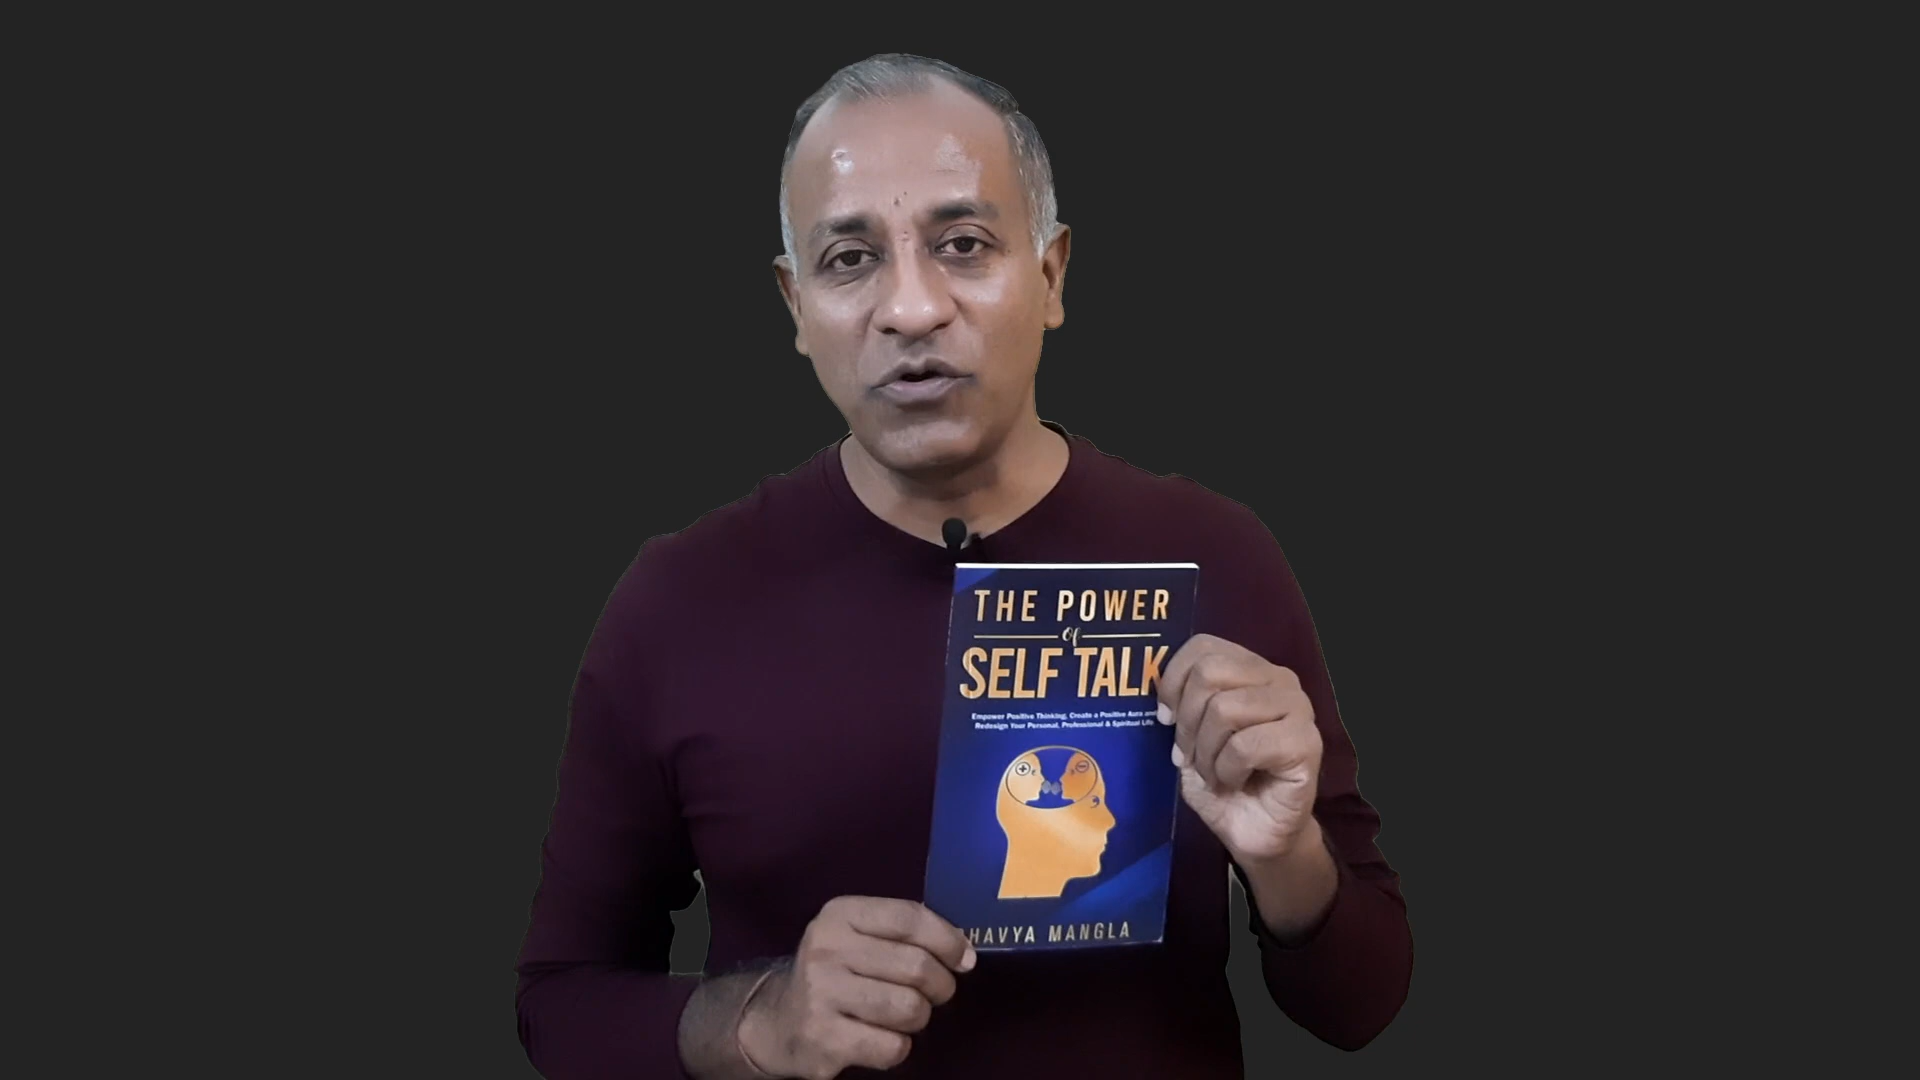 THE POWER
Of
SELF TALK
Empower Positive Thinking, Create a Positive Aura and
Redesign Your Personal, Professional & Spiritual Life
HAVYA MANGLA